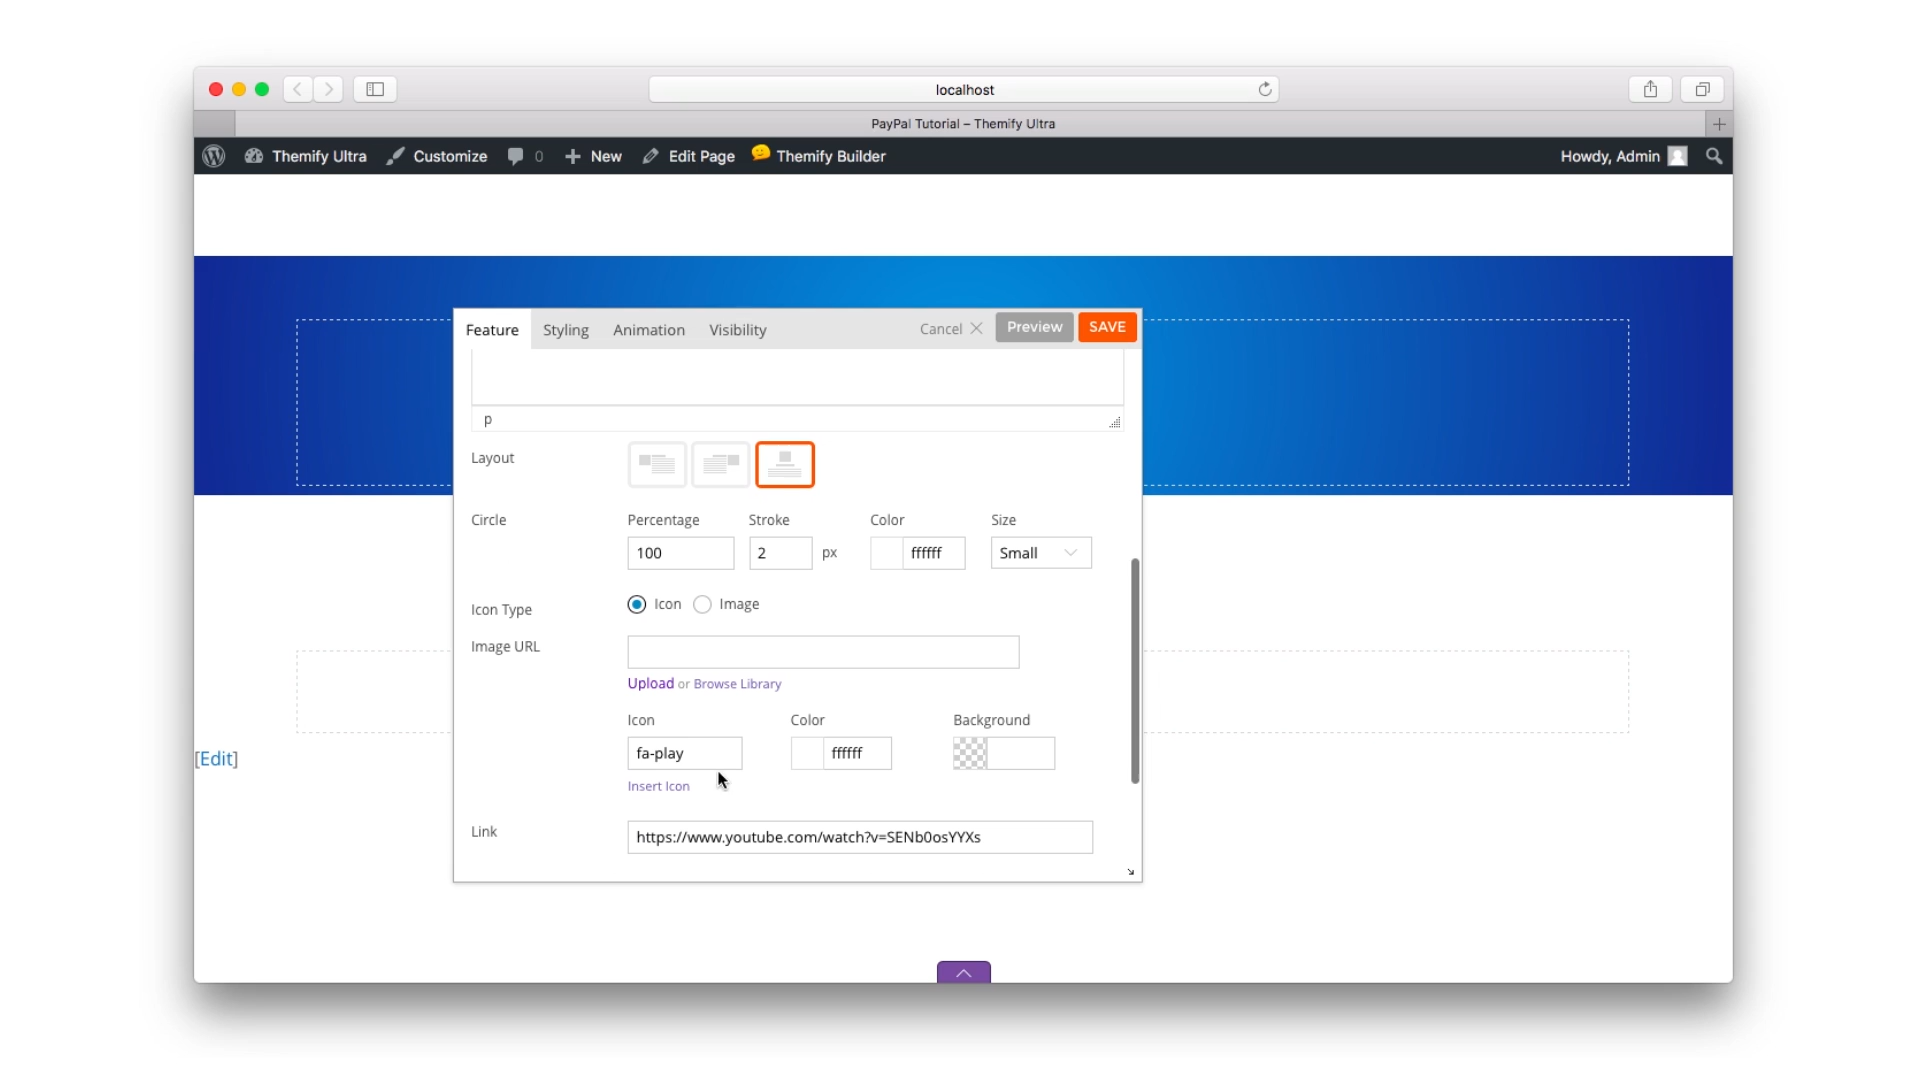 localhost
PayPal Tutorial – Themify Ultra
Themify Ultra Customize 0 New Edit Page Themify Builder Howdy, Admin
Feature Styling Animation Visibility Cancel Preview SAVE
p
Layout
Circle Percentage Stroke Color Size
100 2 px ffffff Small
Icon Type Icon Image
Image URL
Upload or Browse Library
Icon Color Background
fa-play ffffff
Insert Icon
[Edit]
Link https://www.youtube.com/watch?v=SENb0osYYXs